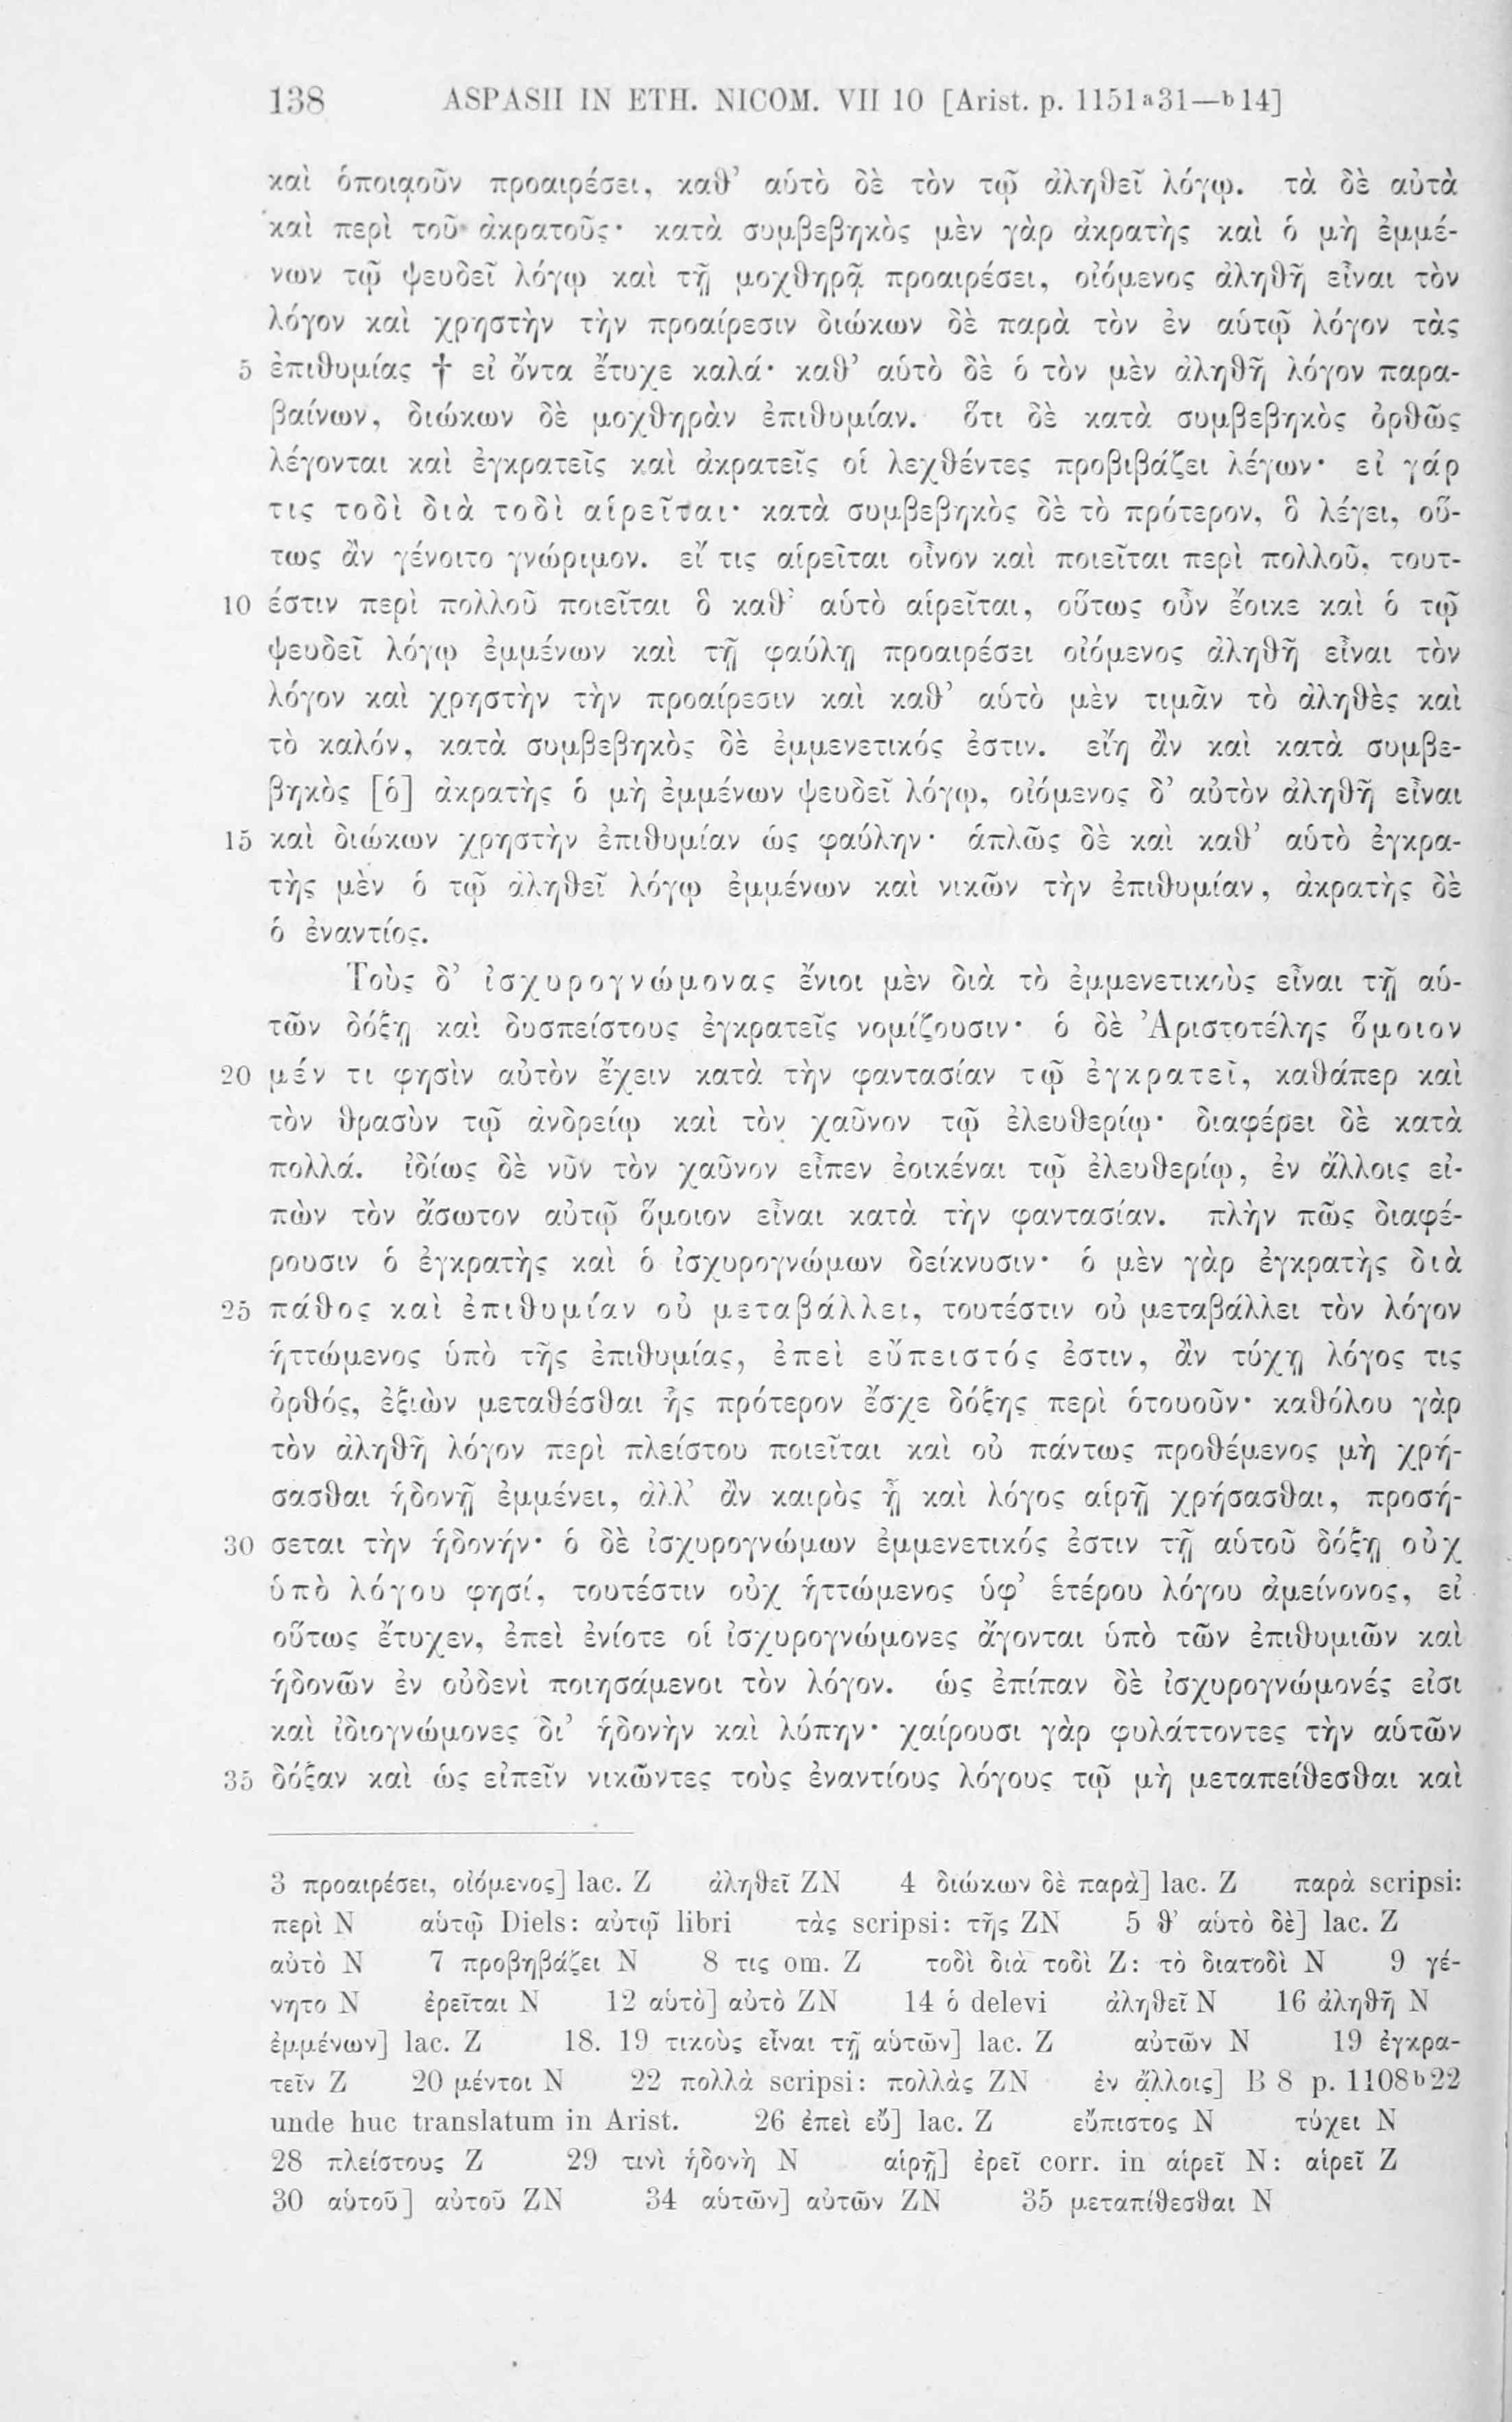 138 ASPASII IN ETH. NICOM. VII 10 [Arist. p. 1151ᵃ31—ᵇ14]
καὶ ὁποιᾳοῦν προαιρέσει, καθ’ αὑτὸ δὲ τὸν τῷ ἀληθεῖ λόγῳ. τὰ δὲ αὐτὰ
καὶ περὶ τοῦ ἀκρατοῦς· κατὰ συμβεβηκὸς μὲν γὰρ ἀκρατὴς καὶ ὁ μὴ ἐμμέ-
νων τῷ ψευδεῖ λόγῳ καὶ τῇ μοχθηρᾷ προαιρέσει, οἰόμενος ἀληθῆ εἶναι τὸν
λόγον καὶ χρηστὴν τὴν προαίρεσιν διώκων δὲ παρὰ τὸν ἐν αὑτῷ λόγον τὰς
5 ἐπιθυμίας † εἰ ὄντα ἔτυχε καλά· καθ’ αὑτὸ δὲ ὁ τὸν μὲν ἀληθῆ λόγον παρα-
βαίνων, διώκων δὲ μοχθηρὰν ἐπιθυμίαν. ὅτι δὲ κατὰ συμβεβηκὸς ὀρθῶς
λέγονται καὶ ἐγκρατεῖς καὶ ἀκρατεῖς οἱ λεχθέντες προβιβάζει λέγων· εἰ γάρ
τις τοδὶ διὰ τοδὶ αἱρεῖται· κατὰ συμβεβηκὸς δὲ τὸ πρότερον, ὃ λέγει, οὕ-
τως ἂν γένοιτο γνώριμον. εἴ τις αἱρεῖται οἶνον καὶ ποιεῖται περὶ πολλοῦ, τουτ-
10 έστιν περὶ πολλοῦ ποιεῖται ὃ καθ’ αὑτὸ αἱρεῖται, οὕτως οὖν ἔοικε καὶ ὁ τῷ
ψευδεῖ λόγῳ ἐμμένων καὶ τῇ φαύλῃ προαιρέσει οἰόμενος ἀληθῆ εἶναι τὸν
λόγον καὶ χρηστὴν τὴν προαίρεσιν καὶ καθ’ αὑτὸ μὲν τιμᾶν τὸ ἀληθὲς καὶ
τὸ καλόν, κατὰ συμβεβηκὸς δὲ ἐμμενετικός ἐστιν. εἴη ἂν καὶ κατὰ συμβε-
βηκὸς [ὁ] ἀκρατὴς ὁ μὴ ἐμμένων ψευδεῖ λόγῳ, οἰόμενος δ’ αὐτὸν ἀληθῆ εἶναι
15 καὶ διώκων χρηστὴν ἐπιθυμίαν ὡς φαύλην· ἁπλῶς δὲ καὶ καθ’ αὑτὸ ἐγκρα-
τὴς μὲν ὁ τῷ ἀληθεῖ λόγῳ ἐμμένων καὶ νικῶν τὴν ἐπιθυμίαν, ἀκρατὴς δὲ
ὁ ἐναντίος.
Τοὺς δ’ ἰσχυρογνώμονας ἔνιοι μὲν διὰ τὸ ἐμμενετικοὺς εἶναι τῇ αὑ-
τῶν δόξῃ καὶ δυσπείστους ἐγκρατεῖς νομίζουσιν· ὁ δὲ Ἀριστοτέλης ὅμοιον
20 μέν τι φησὶν αὐτὸν ἔχειν κατὰ τὴν φαντασίαν τῷ ἐγκρατεῖ, καθάπερ καὶ
τὸν θρασὺν τῷ ἀνδρείῳ καὶ τὸν χαῦνον τῷ ἐλευθερίῳ· διαφέρει δὲ κατὰ
πολλά. ἰδίως δὲ νῦν τὸν χαῦνον εἶπεν ἐοικέναι τῷ ἐλευθερίῳ, ἐν ἄλλοις εἰ-
πὼν τὸν ἄσωτον αὐτῷ ὅμοιον εἶναι κατὰ τὴν φαντασίαν. πλὴν πῶς διαφέ-
ρουσιν ὁ ἐγκρατὴς καὶ ὁ ἰσχυρογνώμων δείκνυσιν· ὁ μὲν γὰρ ἐγκρατὴς διὰ
25 πάθος καὶ ἐπιθυμίαν οὐ μεταβάλλει, τουτέστιν οὐ μεταβάλλει τὸν λόγον
ἡττώμενος ὑπὸ τῆς ἐπιθυμίας, ἐπεὶ εὔπειστός ἐστιν, ἂν τύχῃ λόγος τις
ὀρθός, ἐξιὼν μεταθέσθαι ἧς πρότερον ἔσχε δόξης περὶ ὁτουοῦν· καθόλου γὰρ
τὸν ἀληθῆ λόγον περὶ πλείστου ποιεῖται καὶ οὐ πάντως προθέμενος μὴ χρή-
σασθαι ἡδονῇ ἐμμένει, ἀλλ’ ἂν καιρὸς ᾖ καὶ λόγος αἱρῇ χρήσασθαι, προσή-
30 σεται τὴν ἡδονήν· ὁ δὲ ἰσχυρογνώμων ἐμμενετικός ἐστιν τῇ αὑτοῦ δόξῃ οὐχ
ὑπὸ λόγου φησί, τουτέστιν οὐχ ἡττώμενος ὑφ’ ἑτέρου λόγου ἀμείνονος, εἰ
οὕτως ἔτυχεν, ἐπεὶ ἐνίοτε οἱ ἰσχυρογνώμονες ἄγονται ὑπὸ τῶν ἐπιθυμιῶν καὶ
ἡδονῶν ἐν οὐδενὶ ποιησάμενοι τὸν λόγον. ὡς ἐπίπαν δὲ ἰσχυρογνώμονές εἰσι
καὶ ἰδιογνώμονες δι’ ἡδονὴν καὶ λύπην· χαίρουσι γὰρ φυλάττοντες τὴν αὑτῶν
35 δόξαν καὶ ὡς εἰπεῖν νικῶντες τοὺς ἐναντίους λόγους τῷ μὴ μεταπείθεσθαι καὶ
3 προαιρέσει, οἰόμενος] lac. Z ἀληθεῖ ZN 4 διώκων δὲ παρὰ] lac. Z παρὰ scripsi:
περὶ N αὑτῷ Diels: αὐτῷ libri τὰς scripsi: τῆς ZN 5 θ’ αὑτὸ δὲ] lac. Z
αὐτὸ N 7 προβηβάζει N 8 τις om. Z τοδὶ διὰ τοδὶ Z: τὸ διατοδὶ N 9 γέ-
νητο N ἐρεῖται N 12 αὑτὸ] αὐτὸ ZN 14 ὁ delevi ἀληθεῖ N 16 ἀληθῆ N
ἐμμένων] lac. Z 18. 19 τικοὺς εἶναι τῇ αὑτῶν] lac. Z αὐτῶν N 19 ἐγκρα-
τεῖν Z 20 μέντοι N 22 πολλὰ scripsi: πολλὰς ZN ἐν ἄλλοις] B 8 p. 1108ᵇ22
unde huc translatum in Arist. 26 ἐπεὶ εὔ] lac. Z εὔπιστος N τύχει N
28 πλείστους Z 29 τινὶ ἡδονὴ N αἱρῇ] ἐρεῖ corr. in αἱρεῖ N: αἱρεῖ Z
30 αὑτοῦ] αὐτοῦ ZN 34 αὑτῶν] αὐτῶν ZN 35 μεταπίθεσθαι N